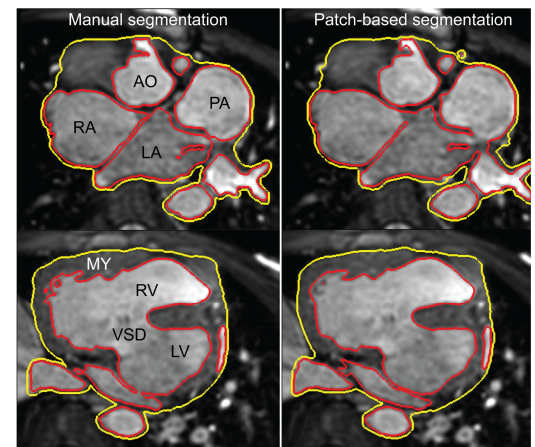 Manual segmentation
Patch-based segmentation
AO
PA
RA
LA
MY
RV
VSD
LV